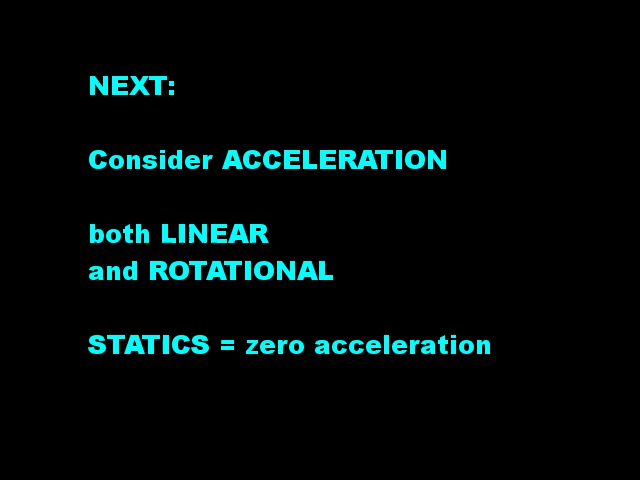 NEXT:
Consider ACCELERATION
both LINEAR
and ROTATIONAL
STATICS = zero acceleration